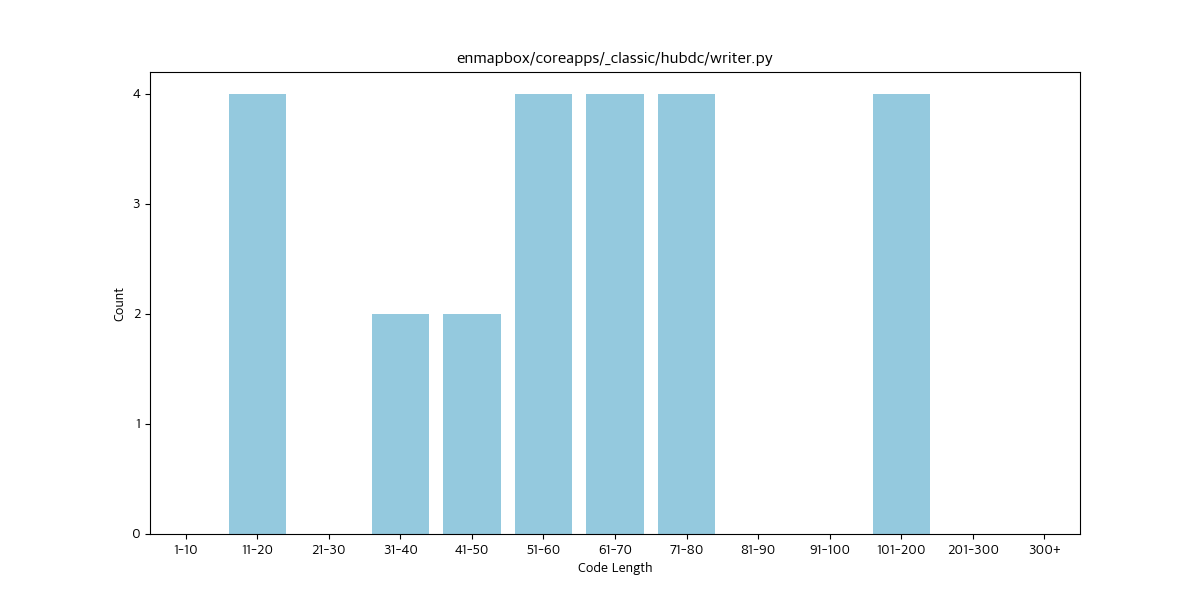 enmapbox/coreapps/_classic/hubdc/writer.py
4
3
2
1
0
Count
1-10 11-20 21-30 31-40 41-50 51-60 61-70 71-80 81-90 91-100 101-200 201-300 300+
Code Length